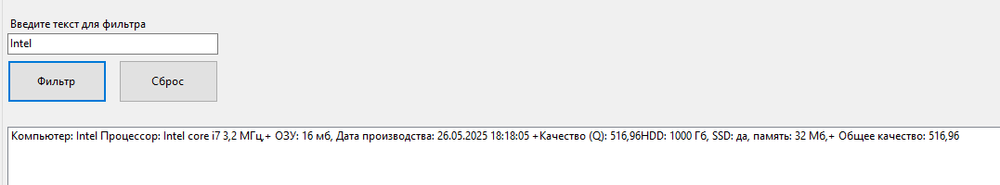 Введите текст для фильтра
Intel
Фильтр Сброс
Компьютер: Intel Процессор: Intel core i7 3,2 МГц,+ ОЗУ: 16 мб, Дата производства: 26.05.2025 18:18:05 +Качество (Q): 516,96HDD: 1000 Гб, SSD: да, память: 32 Мб,+ Общее качество: 516,96